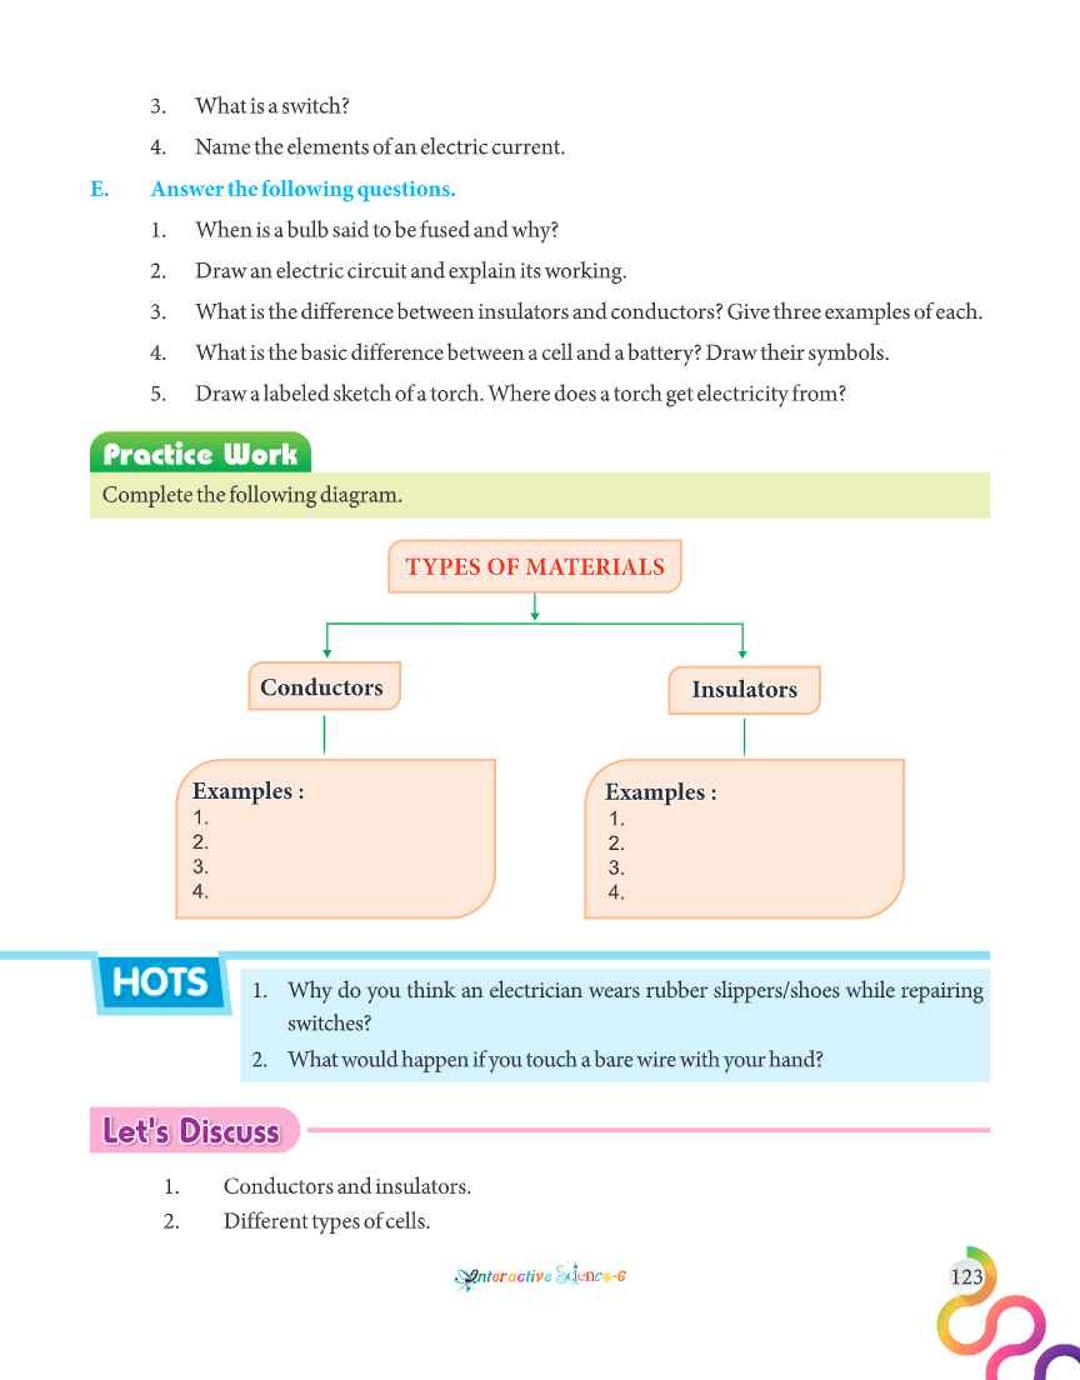 3. What is a switch?
4. Name the elements of an electric current.
E. Answer the following questions.
1. When is a bulb said to be fused and why?
2. Draw an electric circuit and explain its working.
3. What is the difference between insulators and conductors? Give three examples of each.
4. What is the basic difference between a cell and a battery? Draw their symbols.
5. Draw a labeled sketch of a torch. Where does a torch get electricity from?
Practice Work
Complete the following diagram.
TYPES OF MATERIALS
Conductors
Insulators
Examples :
1.
2.
3.
4.
Examples :
1.
2.
3.
4.
HOTS
1. Why do you think an electrician wears rubber slippers/shoes while repairing
switches?
2. What would happen if you touch a bare wire with your hand?
Let's Discuss
1. Conductors and insulators.
2. Different types of cells.
Interactive Science-6
123